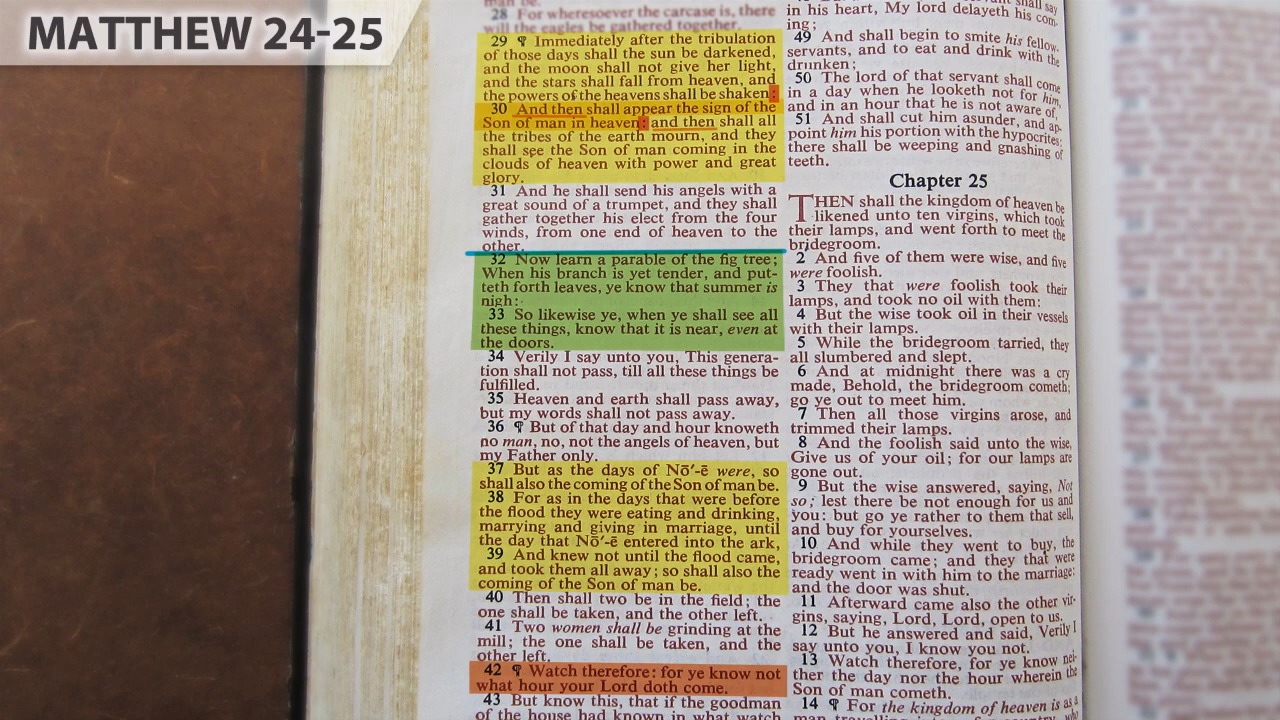 MATTHEW 24-25
28 For wheresoever the carcase is, there
will the eagles be gathered together.
29 ¶ Immediately after the tribulation
of those days shall the sun be darkened,
and the moon shall not give her light,
and the stars shall fall from heaven, and
the powers of the heavens shall be shaken:
30 And then shall appear the sign of the
Son of man in heaven: and then shall all
the tribes of the earth mourn, and they
shall see the Son of man coming in the
clouds of heaven with power and great
glory.
31 And he shall send his angels with a
great sound of a trumpet, and they shall
gather together his elect from the four
winds, from one end of heaven to the
other.
32 Now learn a parable of the fig tree;
When his branch is yet tender, and put-
teth forth leaves, ye know that summer is
nigh:
33 So likewise ye, when ye shall see all
these things, know that it is near, even at
the doors.
34 Verily I say unto you, This genera-
tion shall not pass, till all these things be
fulfilled.
35 Heaven and earth shall pass away,
but my words shall not pass away.
36 ¶ But of that day and hour knoweth
no man, no, not the angels of heaven, but
my Father only.
37 But as the days of Nō′-ē were, so
shall also the coming of the Son of man be.
38 For as in the days that were before
the flood they were eating and drinking,
marrying and giving in marriage, until
the day that Nō′-ē entered into the ark,
39 And knew not until the flood came,
and took them all away; so shall also the
coming of the Son of man be.
40 Then shall two be in the field; the
one shall be taken, and the other left.
41 Two women shall be grinding at the
mill; the one shall be taken, and the
other left.
42 ¶ Watch therefore: for ye know not
what hour your Lord doth come.
43 But know this, that if the goodman
of the house had known in what watch
shall say
in his heart, My lord delayeth his com-
ing;
49 And shall begin to smite his fellow-
servants, and to eat and drink with the
drunken;
50 The lord of that servant shall come
in a day when he looketh not for him,
and in an hour that he is not aware of,
51 And shall cut him asunder, and ap-
point him his portion with the hypocrites:
there shall be weeping and gnashing of
teeth.
Chapter 25
THEN shall the kingdom of heaven be
likened unto ten virgins, which took
their lamps, and went forth to meet the
bridegroom.
2 And five of them were wise, and five
were foolish.
3 They that were foolish took their
lamps, and took no oil with them:
4 But the wise took oil in their vessels
with their lamps.
5 While the bridegroom tarried, they
all slumbered and slept.
6 And at midnight there was a cry
made, Behold, the bridegroom cometh;
go ye out to meet him.
7 Then all those virgins arose, and
trimmed their lamps.
8 And the foolish said unto the wise,
Give us of your oil; for our lamps are
gone out.
9 But the wise answered, saying, Not
so; lest there be not enough for us and
you: but go ye rather to them that sell,
and buy for yourselves.
10 And while they went to buy, the
bridegroom came; and they that were
ready went in with him to the marriage:
and the door was shut.
11 Afterward came also the other vir-
gins, saying, Lord, Lord, open to us.
12 But he answered and said, Verily I
say unto you, I know you not.
13 Watch therefore, for ye know nei-
ther the day nor the hour wherein the
Son of man cometh.
14 ¶ For the kingdom of heaven is as a
man travelling